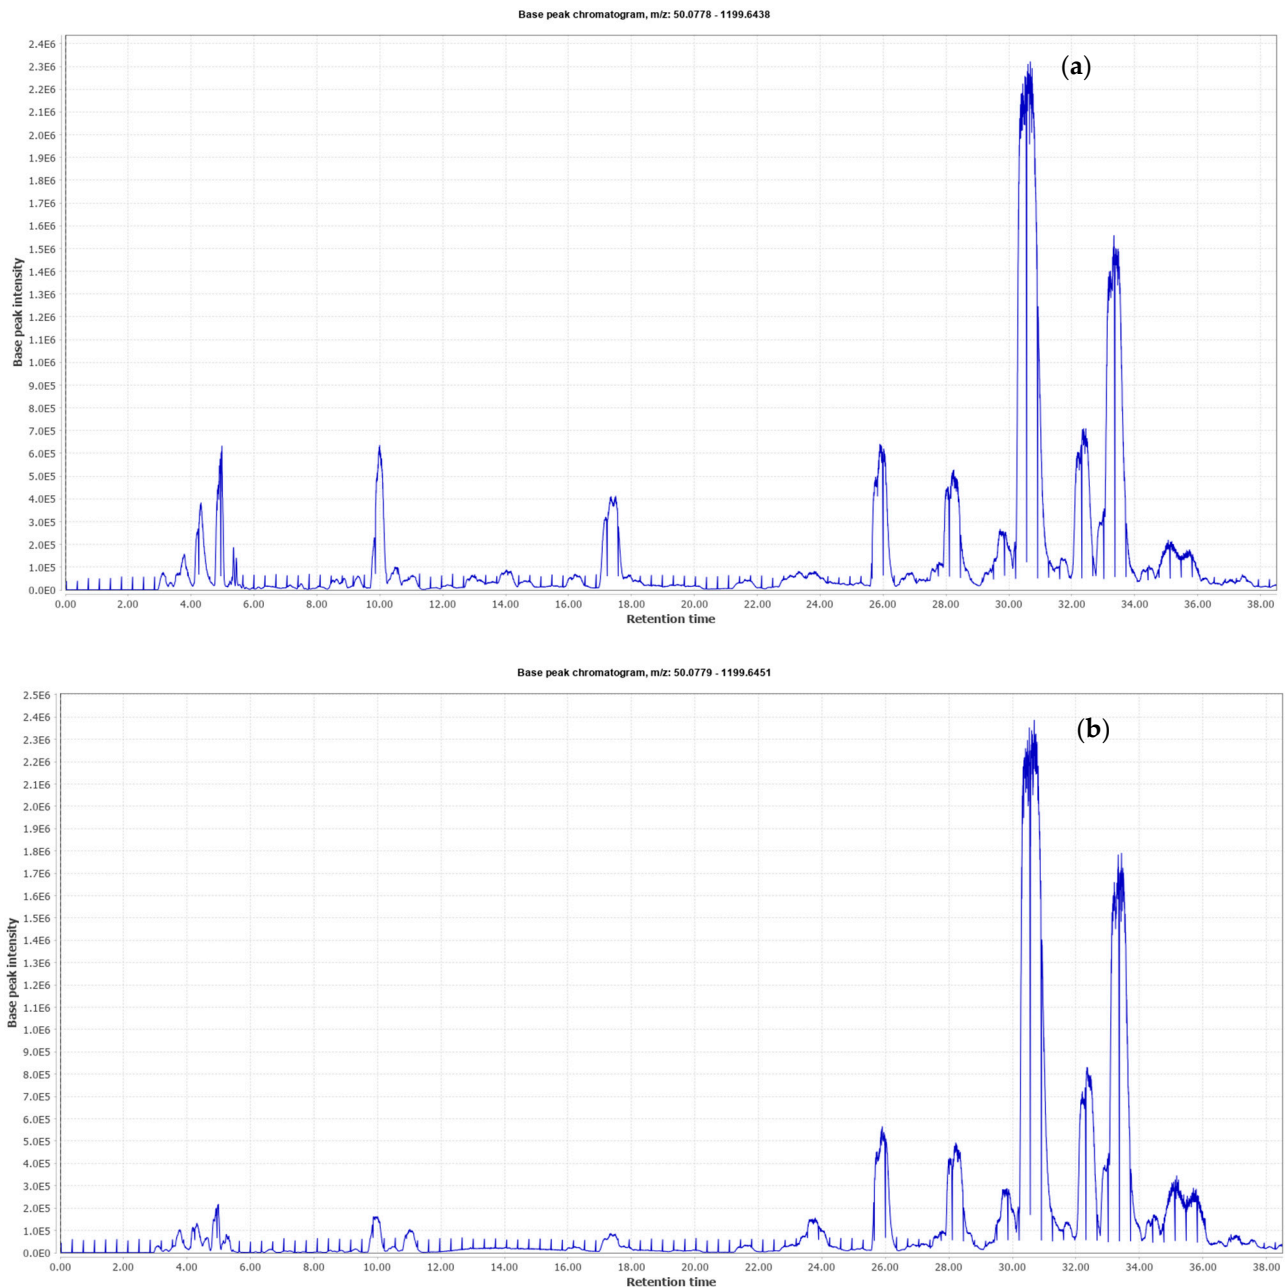 Base peak chromatogram, m/z: 50.0778 - 1199.6438
(a)
2.4E6
2.3E6
2.2E6
2.1E6
2.0E6
1.9E6
1.8E6
1.7E6
1.6E6
1.5E6
1.4E6
1.3E6
1.2E6
1.1E6
1.0E6
9.0E5
8.0E5
7.0E5
6.0E5
5.0E5
4.0E5
3.0E5
2.0E5
1.0E5
0.0E0
Base peak intensity
0.00 2.00 4.00 6.00 8.00 10.00 12.00 14.00 16.00 18.00 20.00 22.00 24.00 26.00 28.00 30.00 32.00 34.00 36.00 38.00
Retention time
Base peak chromatogram, m/z: 50.0779 - 1199.6451
(b)
2.5E6
2.4E6
2.3E6
2.2E6
2.1E6
2.0E6
1.9E6
1.8E6
1.7E6
1.6E6
1.5E6
1.4E6
1.3E6
1.2E6
1.1E6
1.0E6
9.0E5
8.0E5
7.0E5
6.0E5
5.0E5
4.0E5
3.0E5
2.0E5
1.0E5
0.0E0
Base peak intensity
0.00 2.00 4.00 6.00 8.00 10.00 12.00 14.00 16.00 18.00 20.00 22.00 24.00 26.00 28.00 30.00 32.00 34.00 36.00 38.00
Retention time